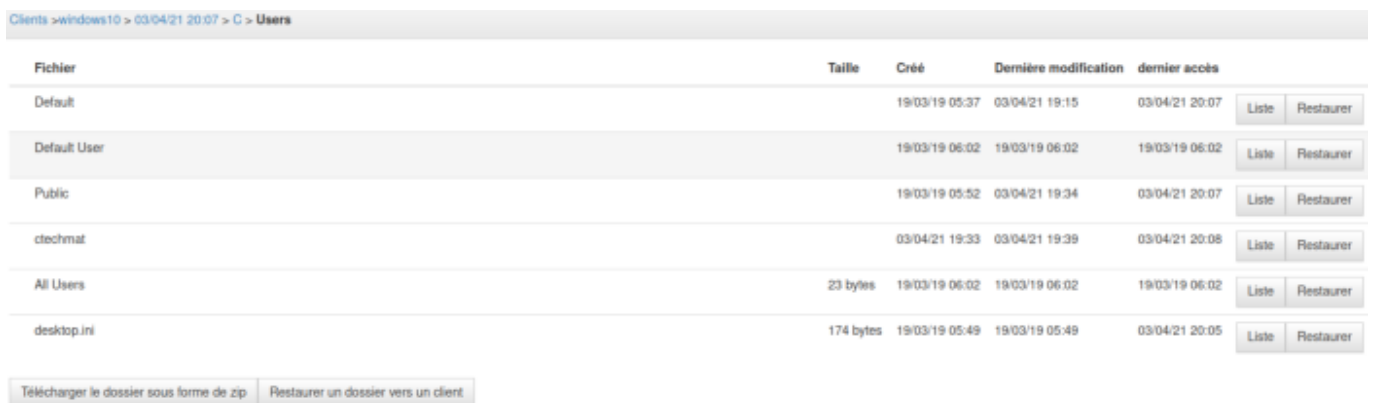 Clients >windows10 > 03/04/21 20:07 > C > Users
Fichier Taille Créé Dernière modification dernier accès
Default 19/03/19 05:37 03/04/21 19:15 03/04/21 20:07 Liste Restaurer
Default User 19/03/19 06:02 19/03/19 06:02 19/03/19 06:02 Liste Restaurer
Public 19/03/19 05:52 03/04/21 19:34 03/04/21 20:07 Liste Restaurer
ctechmat 03/04/21 19:33 03/04/21 19:39 03/04/21 20:08 Liste Restaurer
All Users 23 bytes 19/03/19 06:02 19/03/19 06:02 19/03/19 06:02 Liste Restaurer
desktop.ini 174 bytes 19/03/19 05:49 19/03/19 05:49 03/04/21 20:05 Liste Restaurer
Télécharger le dossier sous forme de zip Restaurer un dossier vers un client